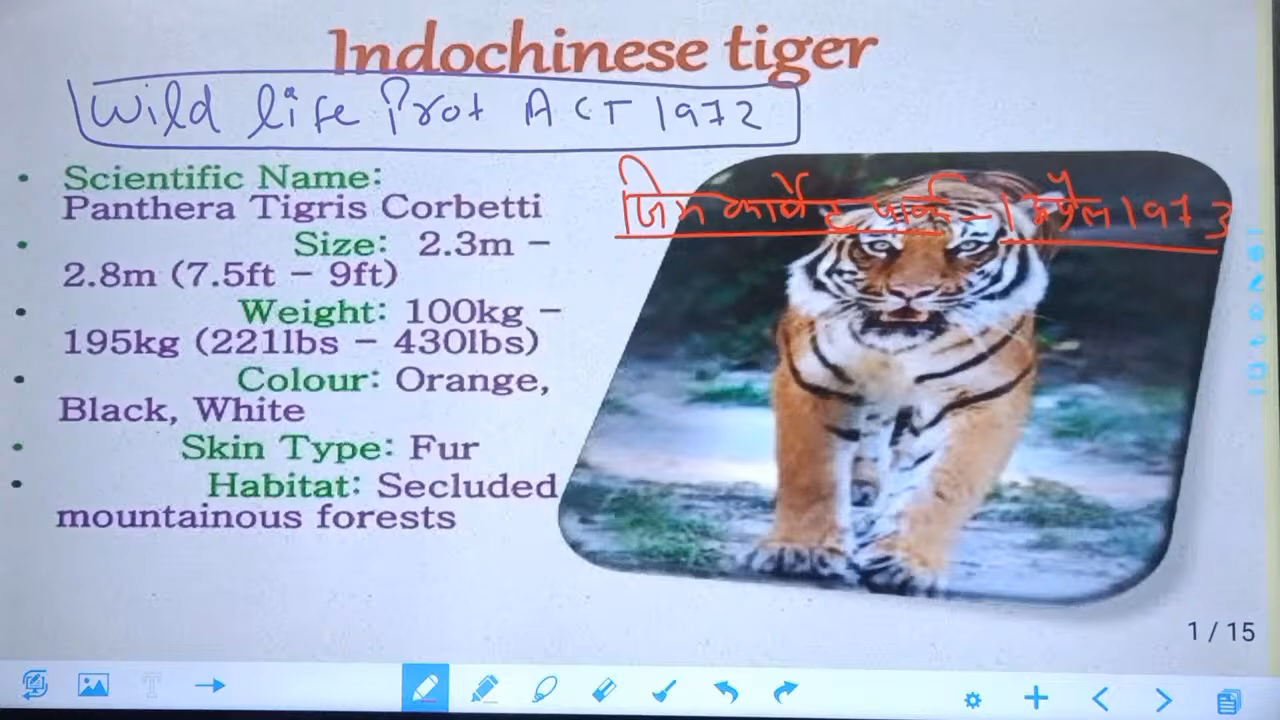 Indochinese tiger
Wild life Prot ACT 1972
जिम कार्बेट पार्क – 1 अप्रैल 1973
• Scientific Name:
Panthera Tigris Corbetti
• Size: 2.3m –
2.8m (7.5ft – 9ft)
• Weight: 100kg –
195kg (221lbs – 430lbs)
• Colour: Orange,
Black, White
• Skin Type: Fur
• Habitat: Secluded
mountainous forests
1 / 15